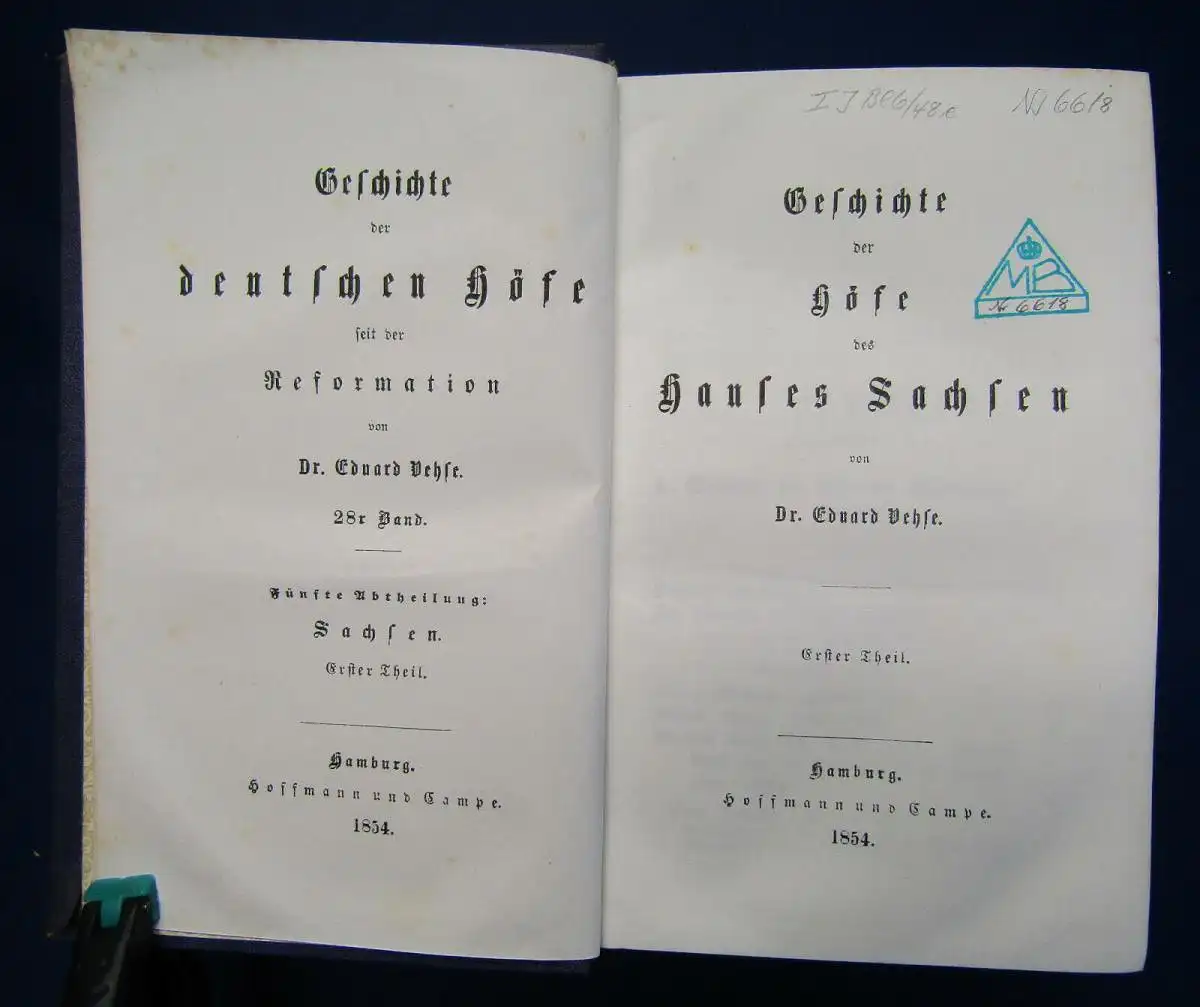 Geschichte
der
deutschen Höfe
seit der
Reformation
von
Dr. Eduard Vehse.
28r Band.
Fünfte Abtheilung:
Sachsen.
Erster Theil.
Hamburg.
Hoffmann und Campe.
1854.
No 6618
Geschichte
der
Höfe
des
Hauses Sachsen
von
Dr. Eduard Vehse.
Erster Theil.
Hamburg.
Hoffmann und Campe.
1854.
MB
No 6618